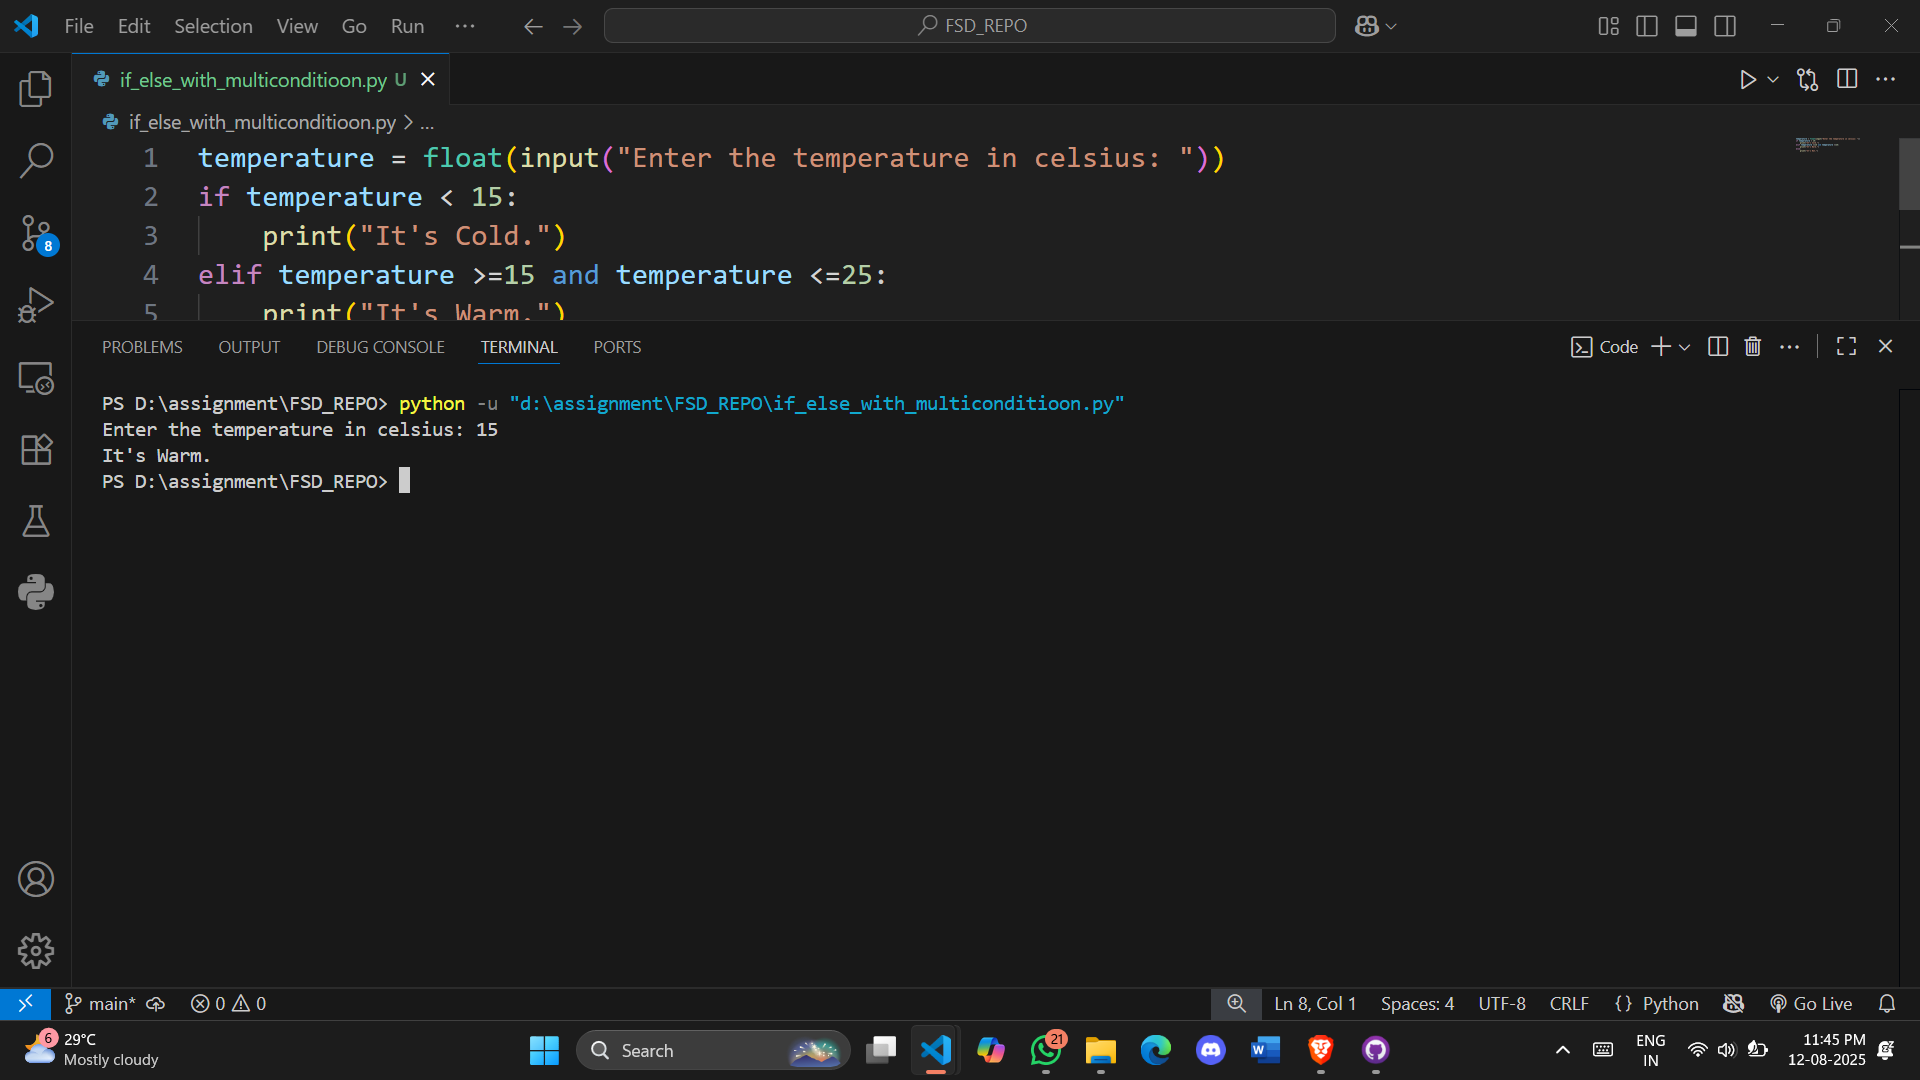 File Edit Selection View Go Run ... FSD_REPO
if_else_with_multiconditioon.py U
if_else_with_multiconditioon.py > ...
1 temperature = float(input("Enter the temperature in celsius: "))
2 if temperature < 15:
3 print("It's Cold.")
4 elif temperature >=15 and temperature <=25:
5 print("It's Warm.")
8
PROBLEMS OUTPUT DEBUG CONSOLE TERMINAL PORTS Code
PS D:\assignment\FSD_REPO> python -u "d:\assignment\FSD_REPO\if_else_with_multiconditioon.py"
Enter the temperature in celsius: 15
It's Warm.
PS D:\assignment\FSD_REPO>
main* 0 0 Ln 8, Col 1 Spaces: 4 UTF-8 CRLF {} Python Go Live
6 29°C
Mostly cloudy
Search
W
21
ENG
IN
11:45 PM
12-08-2025